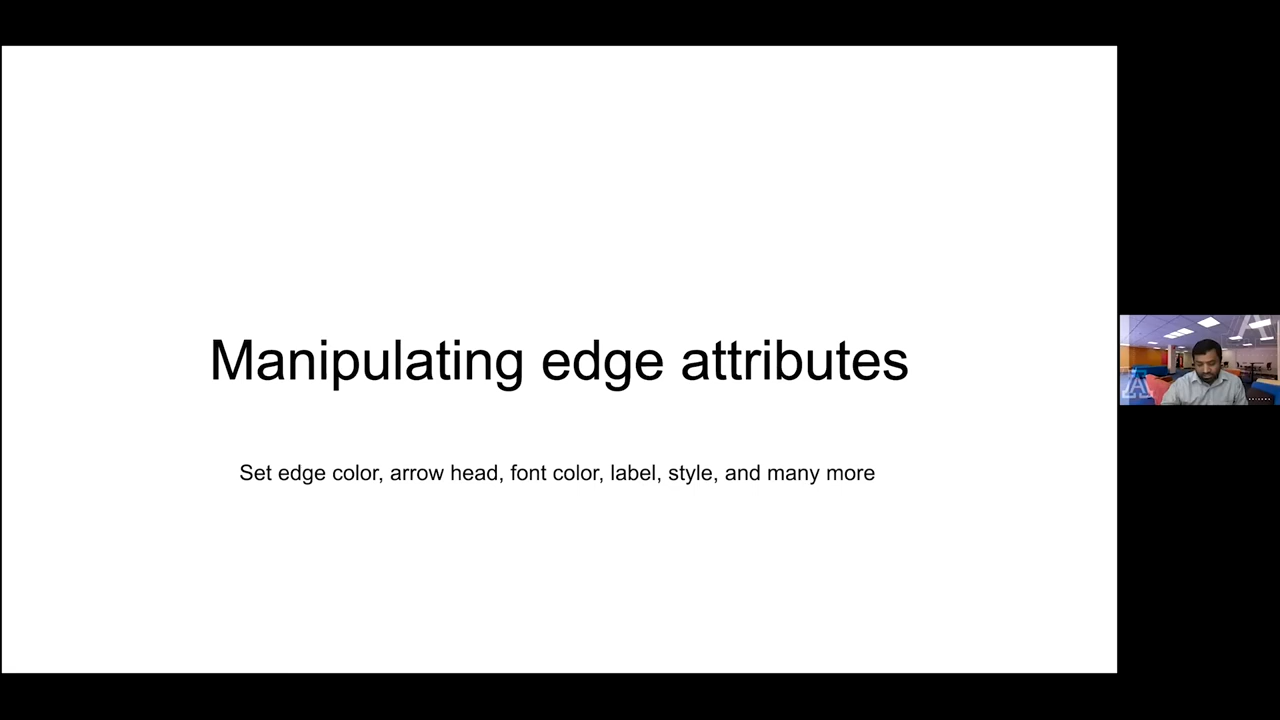 Manipulating edge attributes
Set edge color, arrow head, font color, label, style, and many more
A
A